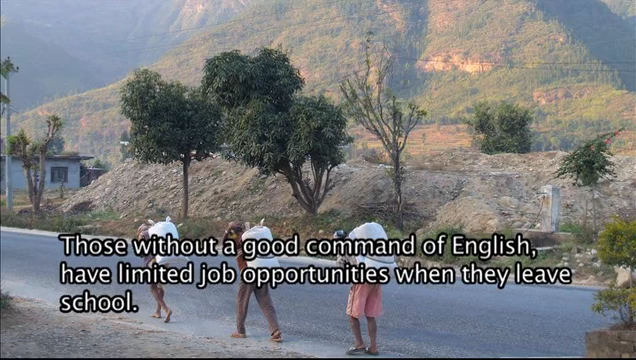 Those without a good command of English,
have limited job opportunities when they leave
school.